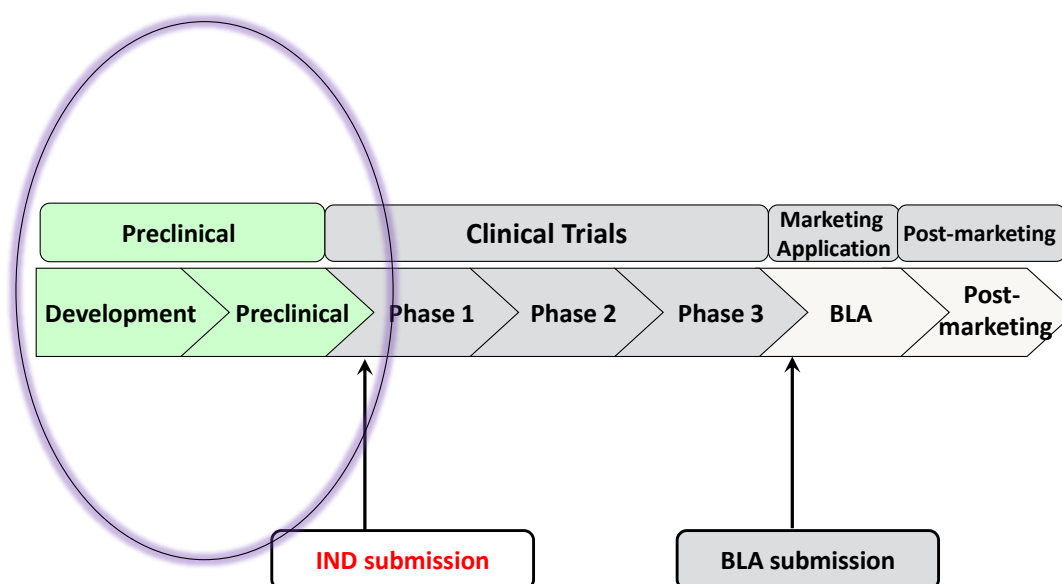 Preclinical
Clinical Trials
Marketing
Application
Post-marketing
Development
Preclinical
Phase 1
Phase 2
Phase 3
BLA
Post-
marketing
IND submission
BLA submission